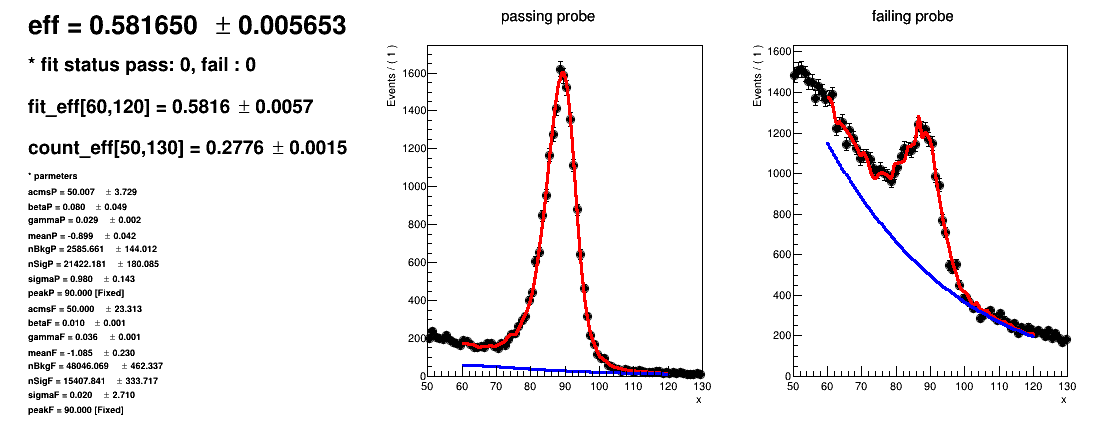 eff = 0.581650 ± 0.005653
* fit status pass: 0, fail : 0
fit_eff[60,120] = 0.5816 ± 0.0057
count_eff[50,130] = 0.2776 ± 0.0015
* parmeters
acmsP = 50.007 ± 3.729
betaP = 0.080 ± 0.049
gammaP = 0.029 ± 0.002
meanP = -0.899 ± 0.042
nBkgP = 2585.661 ± 144.012
nSigP = 21422.181 ± 180.085
sigmaP = 0.980 ± 0.143
peakP = 90.000 [Fixed]
acmsF = 50.000 ± 23.313
betaF = 0.010 ± 0.001
gammaF = 0.036 ± 0.001
meanF = -1.085 ± 0.230
nBkgF = 48046.069 ± 462.337
nSigF = 15407.841 ± 333.717
sigmaF = 0.020 ± 2.710
peakF = 90.000 [Fixed]
passing probe
Events / ( 1 )
1600
1400
1200
1000
800
600
400
200
0
50 60 70 80 90 100 110 120 130
x
failing probe
Events / ( 1 )
1600
1400
1200
1000
800
600
400
200
0
50 60 70 80 90 100 110 120 130
x